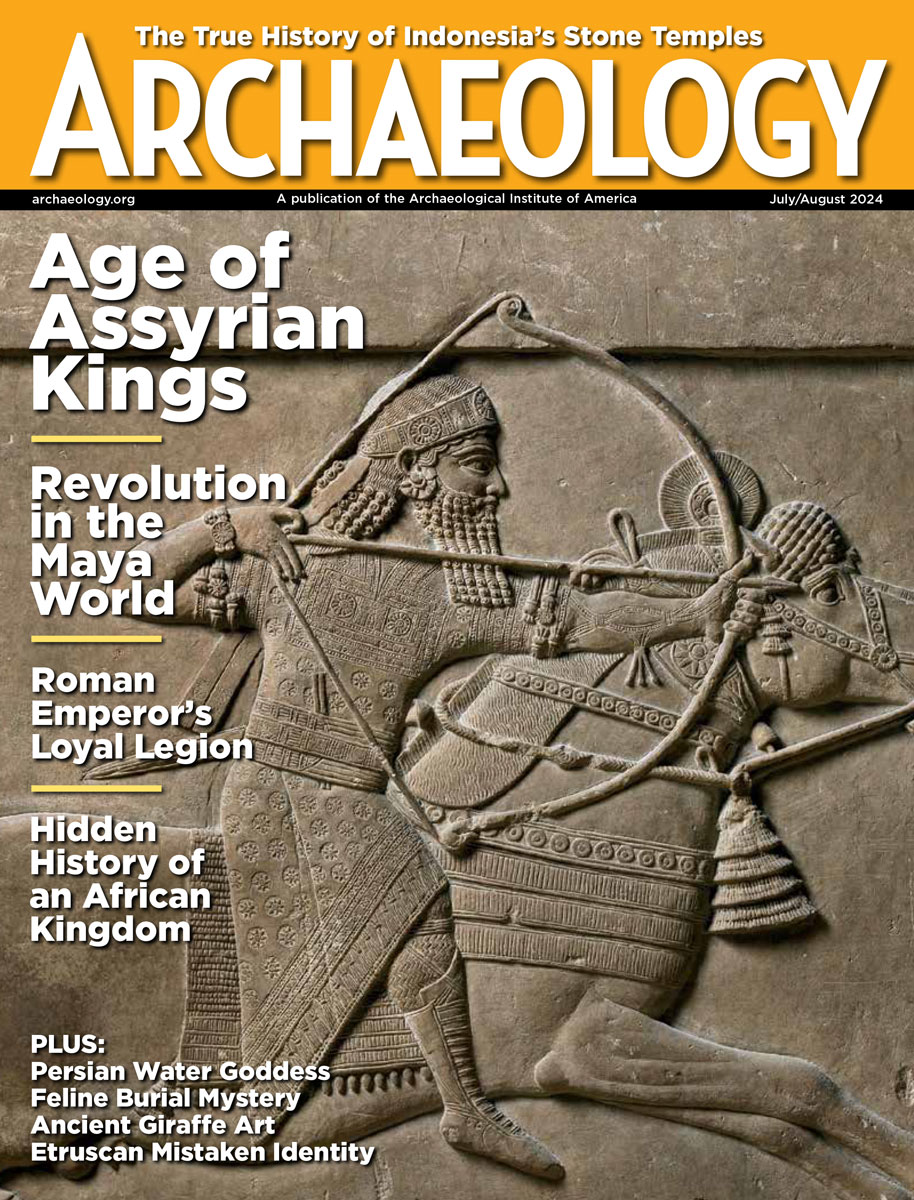 The True History of Indonesia's Stone Temples
ARCHAEOLOGY
archaeology.org
A publication of the Archaeological Institute of America
July/August 2024
Age of
Assyrian
Kings
Revolution
in the
Maya
World
Roman
Emperor's
Loyal Legion
Hidden
History of
an African
Kingdom
PLUS:
Persian Water Goddess
Feline Burial Mystery
Ancient Giraffe Art
Etruscan Mistaken Identity